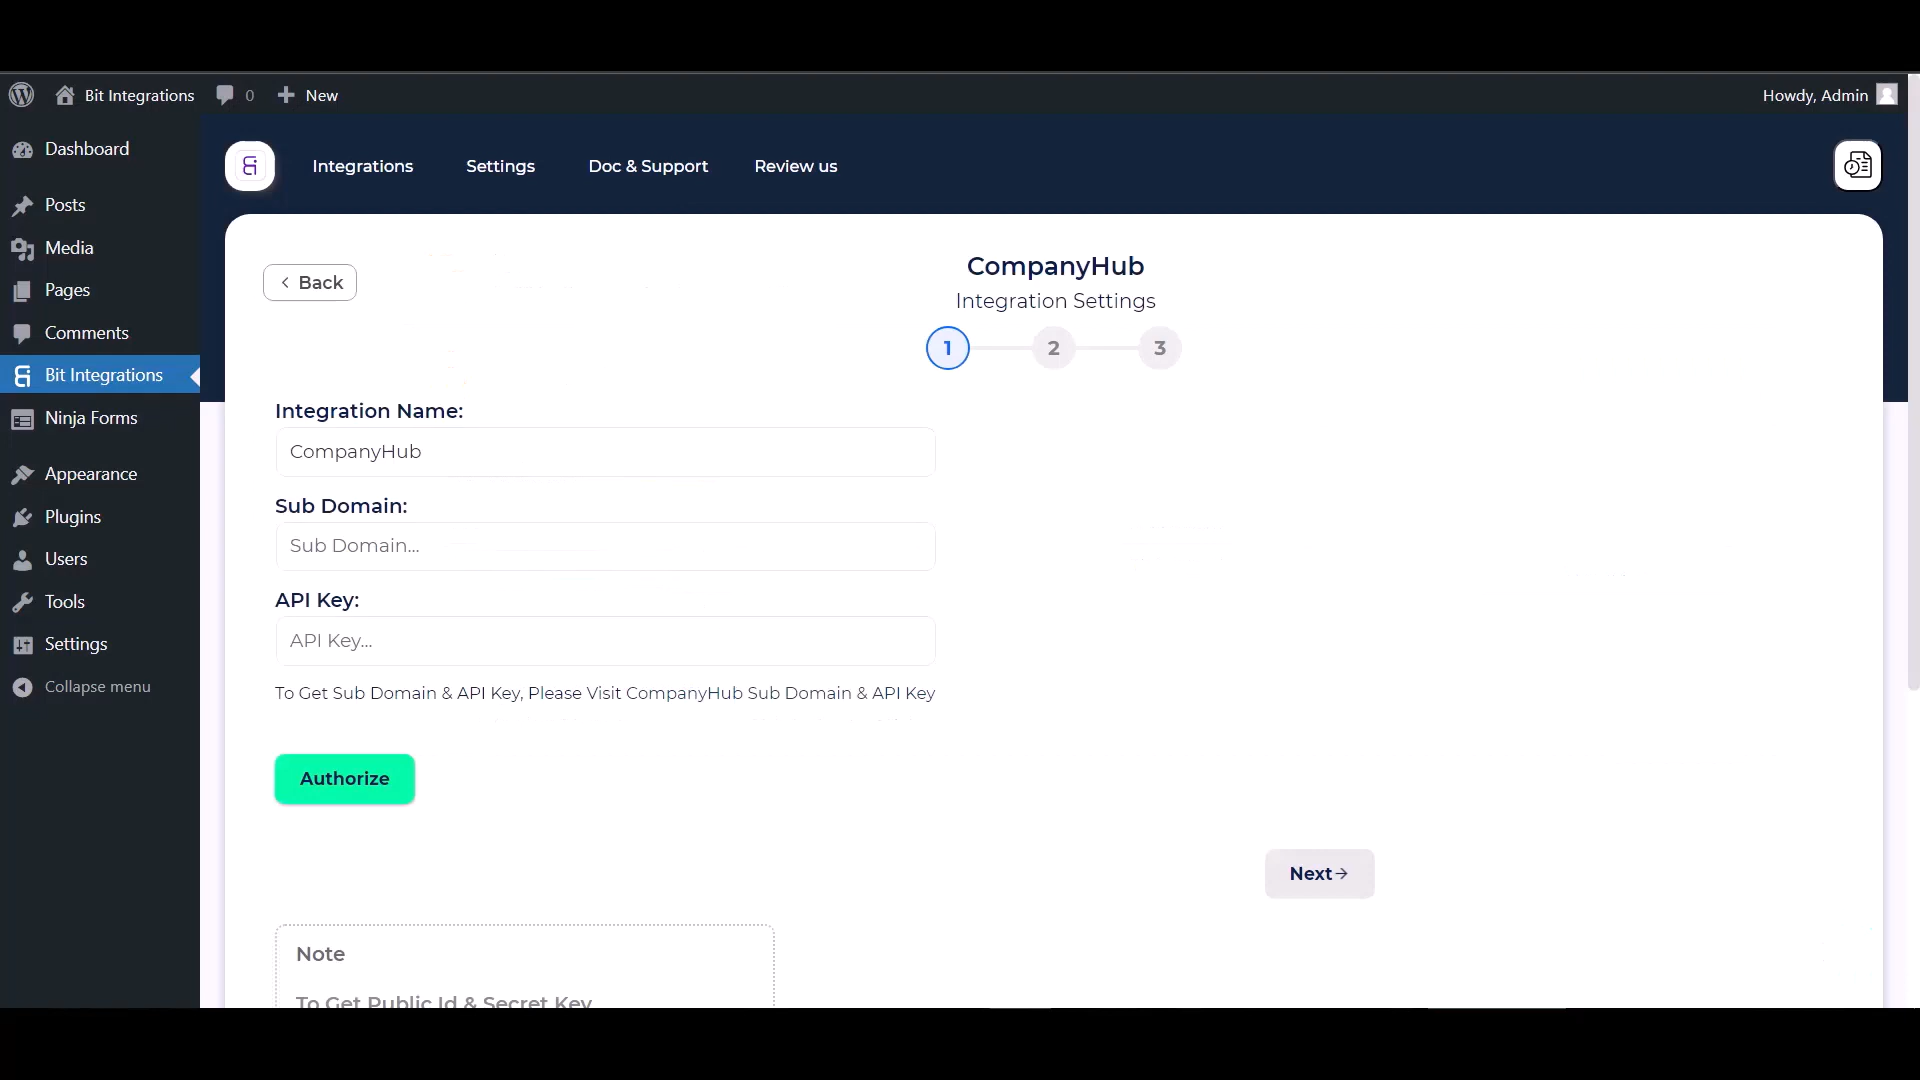 Bit Integrations
0
New
Howdy, Admin
Dashboard
Posts
Media
Pages
Comments
Bit Integrations
Ninja Forms
Appearance
Plugins
Users
Tools
Settings
Collapse menu
Integrations
Settings
Doc & Support
Review us
Back
CompanyHub
Integration Settings
1
2
3
Integration Name:
CompanyHub
Sub Domain:
Sub Domain...
API Key:
API Key...
To Get Sub Domain & API Key, Please Visit CompanyHub Sub Domain & API Key
Authorize
Next
Note
To Get Public Id & Secret Key